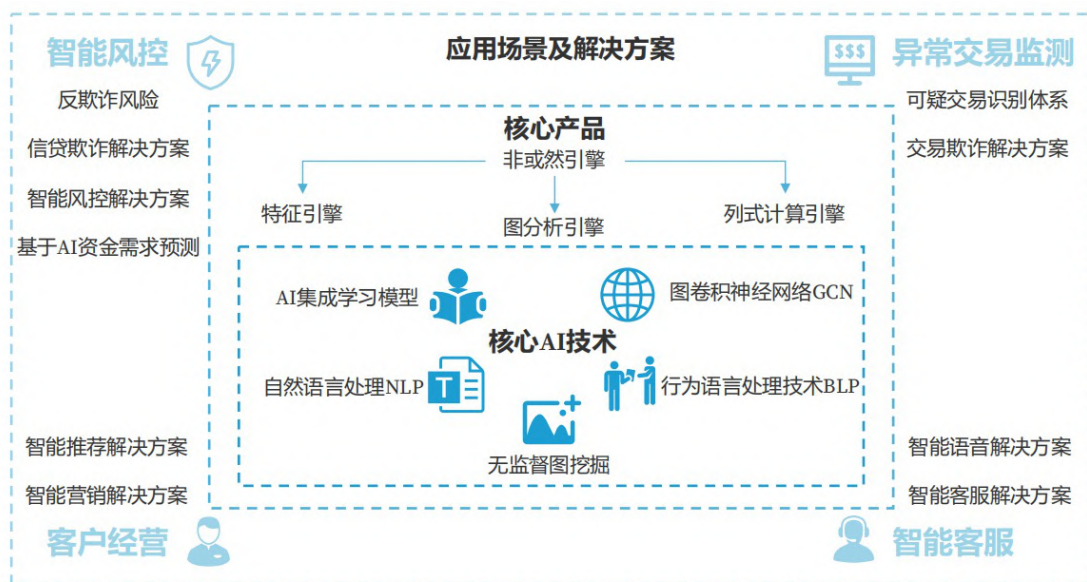 应用场景及解决方案
智能风控
反欺诈风险
信贷欺诈解决方案
智能风控解决方案
基于AI资金需求预测
$$$
异常交易监测
可疑交易识别体系
交易欺诈解决方案
核心产品
非或然引擎
特征引擎
图分析引擎
列式计算引擎
AI集成学习模型
图卷积神经网络GCN
核心AI技术
自然语言处理NLP
T
行为语言处理技术BLP
无监督图挖掘
智能推荐解决方案
智能营销解决方案
客户经营
智能语音解决方案
智能客服解决方案
智能客服